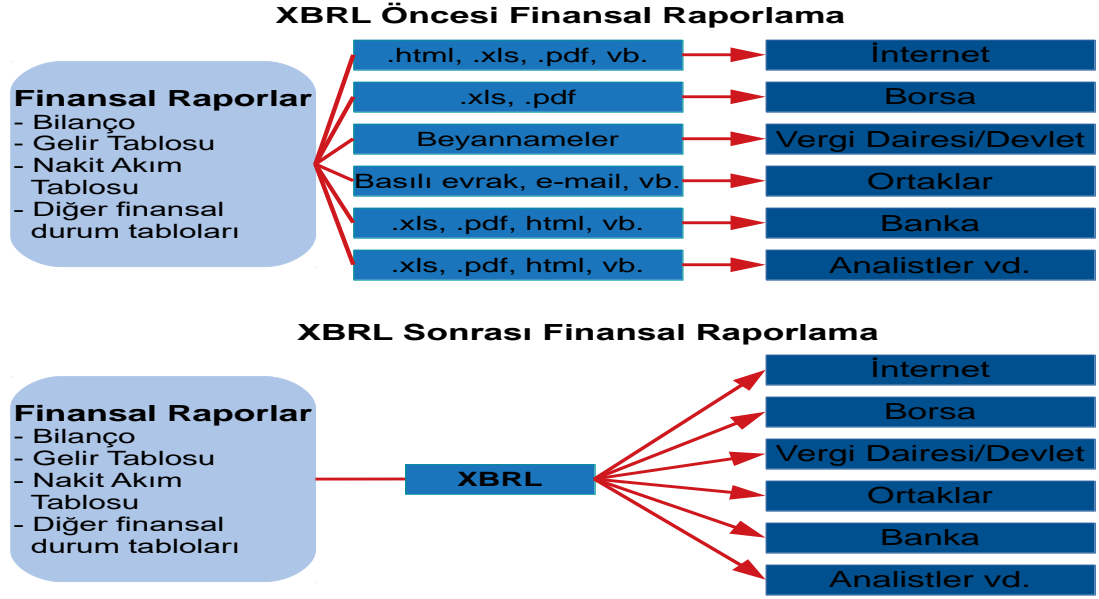 XBRL Öncesi Finansal Raporlama
Finansal Raporlar
- Bilanço
- Gelir Tablosu
- Nakit Akım
Tablosu
- Diğer finansal
durum tabloları
.html, .xls, .pdf, vb.
İnternet
.xls, .pdf
Borsa
Beyannameler
Vergi Dairesi/Devlet
Basılı evrak, e-mail, vb.
Ortaklar
.xls, .pdf, html, vb.
Banka
.xls, .pdf, html, vb.
Analistler vd.
XBRL Sonrası Finansal Raporlama
Finansal Raporlar
- Bilanço
- Gelir Tablosu
- Nakit Akım
Tablosu
- Diğer finansal
durum tabloları
XBRL
İnternet
Borsa
Vergi Dairesi/Devlet
Ortaklar
Banka
Analistler vd.